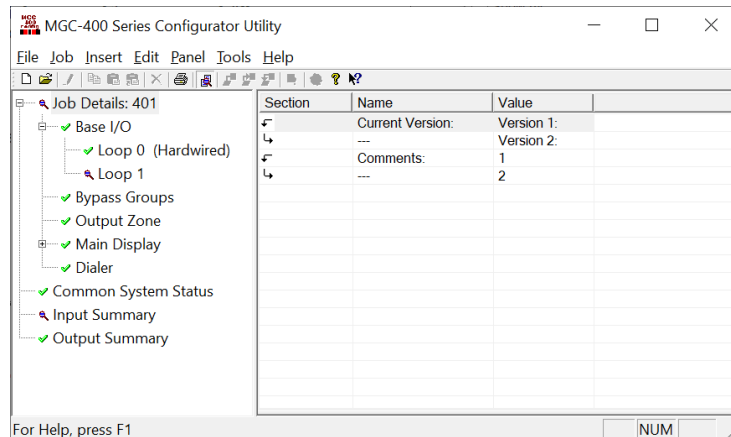 MGC-400 Series Configurator Utility
File Job Insert Edit Panel Tools Help
Job Details: 401
Base I/O
Loop 0 (Hardwired)
Loop 1
Bypass Groups
Output Zone
Main Display
Dialer
Common System Status
Input Summary
Output Summary
Section Name Value
Current Version: Version 1:
--- Version 2:
Comments: 1
--- 2
For Help, press F1
NUM